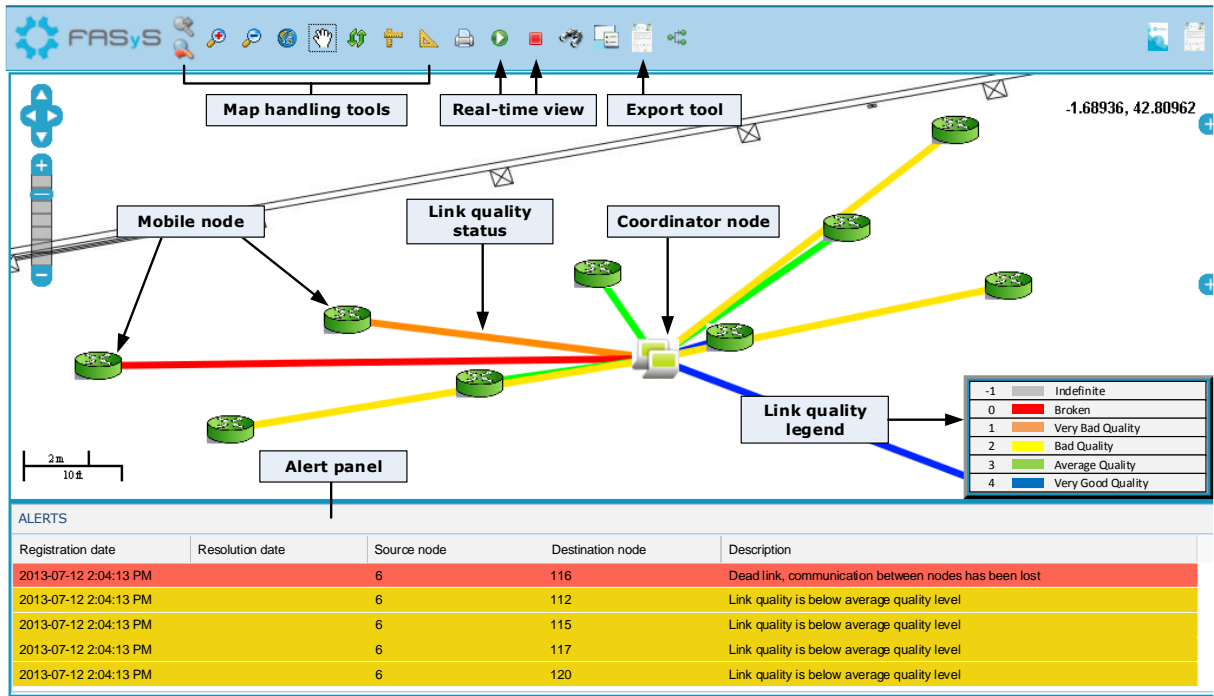 FASyS
Map handling tools
Real-time view
Export tool
-1.68936, 42.80962
Mobile node
Link quality
status
Coordinator node
Link quality
legend
-1 Indefinite
0 Broken
1 Very Bad Quality
2 Bad Quality
3 Average Quality
4 Very Good Quality
2 m
10 ft
Alert panel
ALERTS
Registration date Resolution date Source node Destination node Description
2013-07-12 2:04:13 PM 6 116 Dead link, communication between nodes has been lost
2013-07-12 2:04:13 PM 6 112 Link quality is below average quality level
2013-07-12 2:04:13 PM 6 115 Link quality is below average quality level
2013-07-12 2:04:13 PM 6 117 Link quality is below average quality level
2013-07-12 2:04:13 PM 6 120 Link quality is below average quality level